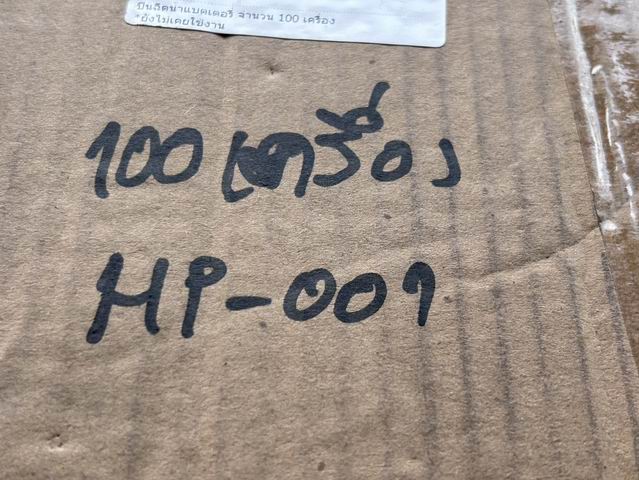 ปืนฉีดน้ำแบตเตอรี่ จำนวน 100 เครื่อง
*ยังไม่เคยใช้งาน
100 เครื่อง
MP-001